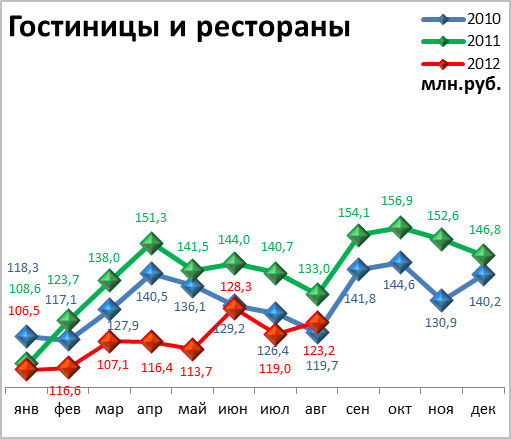 Гостиницы и рестораны
2010
2011
2012
млн.руб.
154,1 156,9 152,6 146,8
151,3
138,0 141,5 144,0 140,7 133,0
118,3 123,7
108,6 117,1
106,5
140,5 136,1 128,3 141,8 144,6 140,2
127,9 129,2 130,9
126,4 123,2
107,1 116,4 113,7 119,0 119,7
116,6
янв фев мар апр май июн июл авг сен окт ноя дек